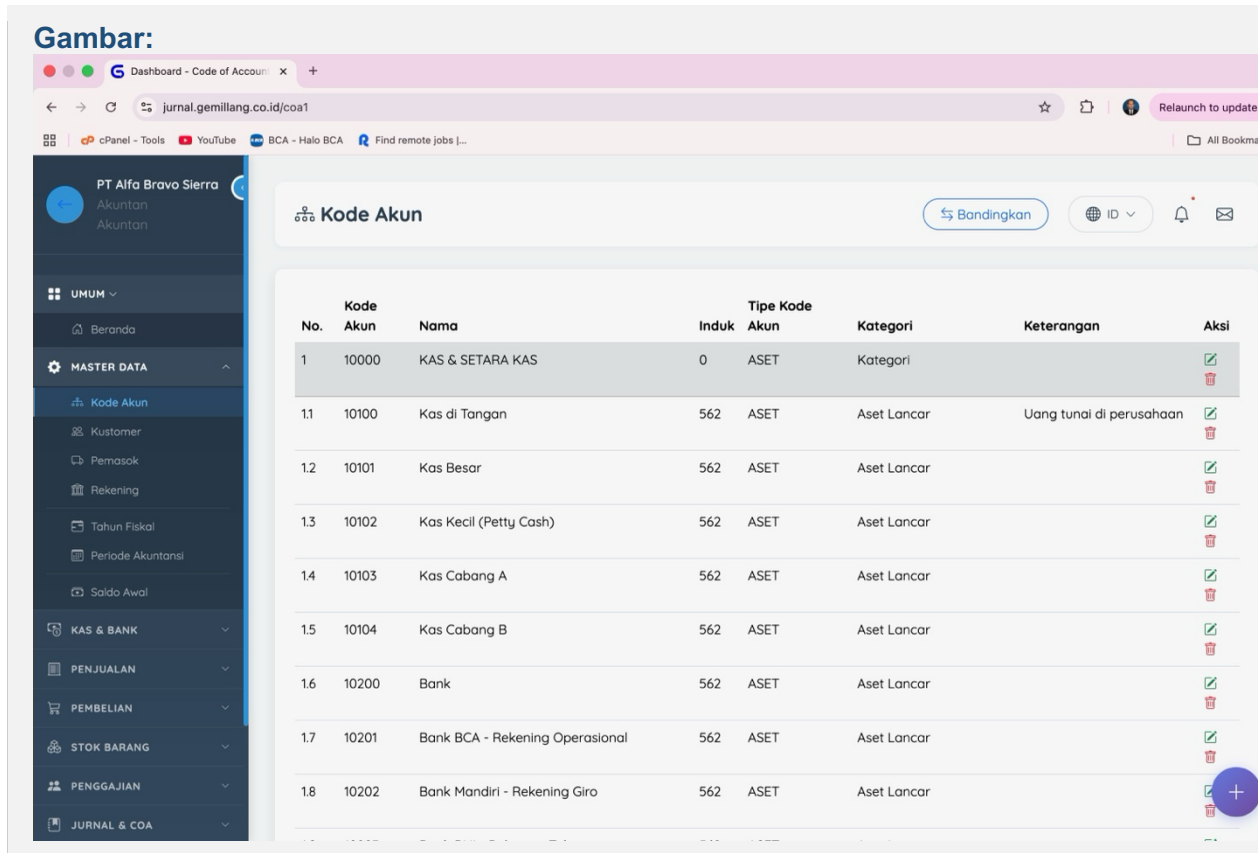 Gambar:
Dashboard - Code of Accoun
jurnal.gemillang.co.id/coa1
Relaunch to update
cPanel - Tools YouTube BCA - Halo BCA Find remote jobs |...
All Bookma
PT Alfa Bravo Sierra
Akuntan
Akuntan
UMUM
Beranda
MASTER DATA
Kode Akun
Kustomer
Pemasok
Rekening
Tahun Fiskal
Periode Akuntansi
Saldo Awal
KAS & BANK
PENJUALAN
PEMBELIAN
STOK BARANG
PENGGAJIAN
JURNAL & COA
Kode Akun
Bandingkan
ID
No. Kode Akun Nama Induk Tipe Kode Akun Kategori Keterangan Aksi
1 10000 KAS & SETARA KAS 0 ASET Kategori
1.1 10100 Kas di Tangan 562 ASET Aset Lancar Uang tunai di perusahaan
1.2 10101 Kas Besar 562 ASET Aset Lancar
1.3 10102 Kas Kecil (Petty Cash) 562 ASET Aset Lancar
1.4 10103 Kas Cabang A 562 ASET Aset Lancar
1.5 10104 Kas Cabang B 562 ASET Aset Lancar
1.6 10200 Bank 562 ASET Aset Lancar
1.7 10201 Bank BCA - Rekening Operasional 562 ASET Aset Lancar
1.8 10202 Bank Mandiri - Rekening Giro 562 ASET Aset Lancar